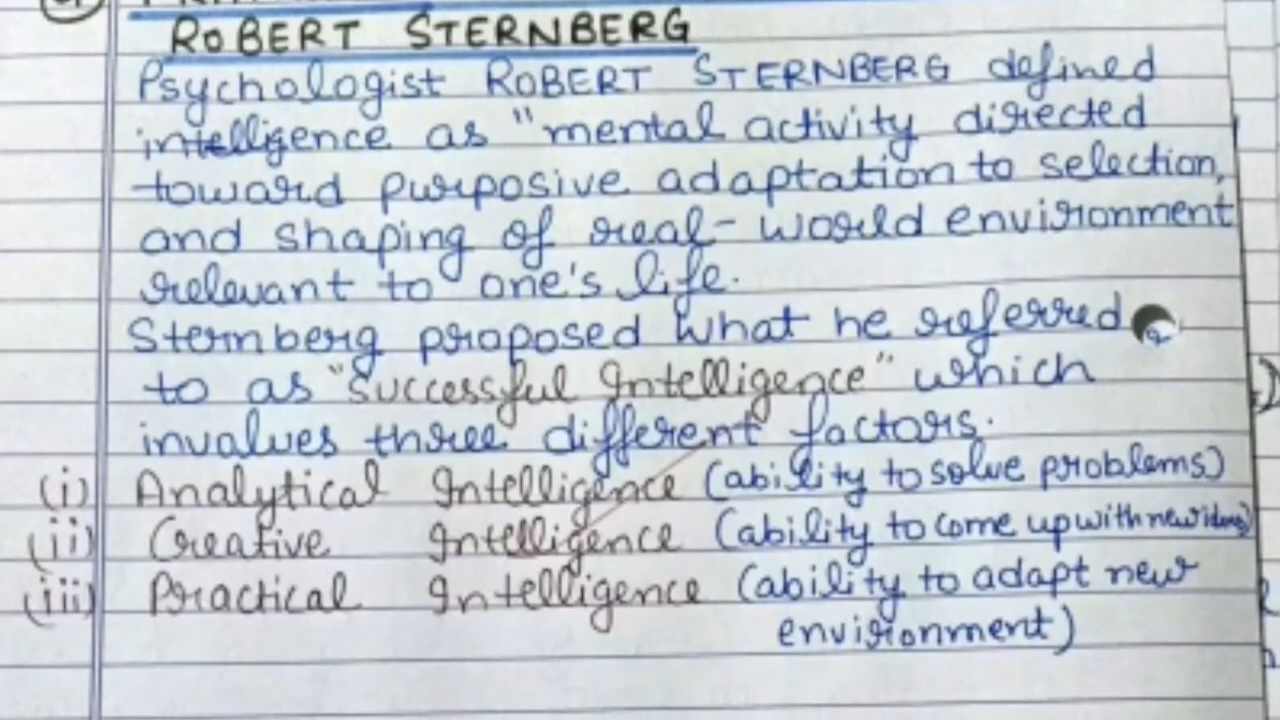 ROBERT STERNBERG
Psychologist ROBERT STERNBERG defined
intelligence as "mental activity directed
toward purposive adaptation to selection,
and shaping of real-world environment
relevant to one's life.
Sternberg proposed what he referred
to as "Successful Intelligence" which
involves three different factors.
(i) Analytical Intelligence (ability to solve problems)
(ii) Creative Intelligence (ability to come up with new ideas)
(iii) Practical Intelligence (ability to adapt new
environment)